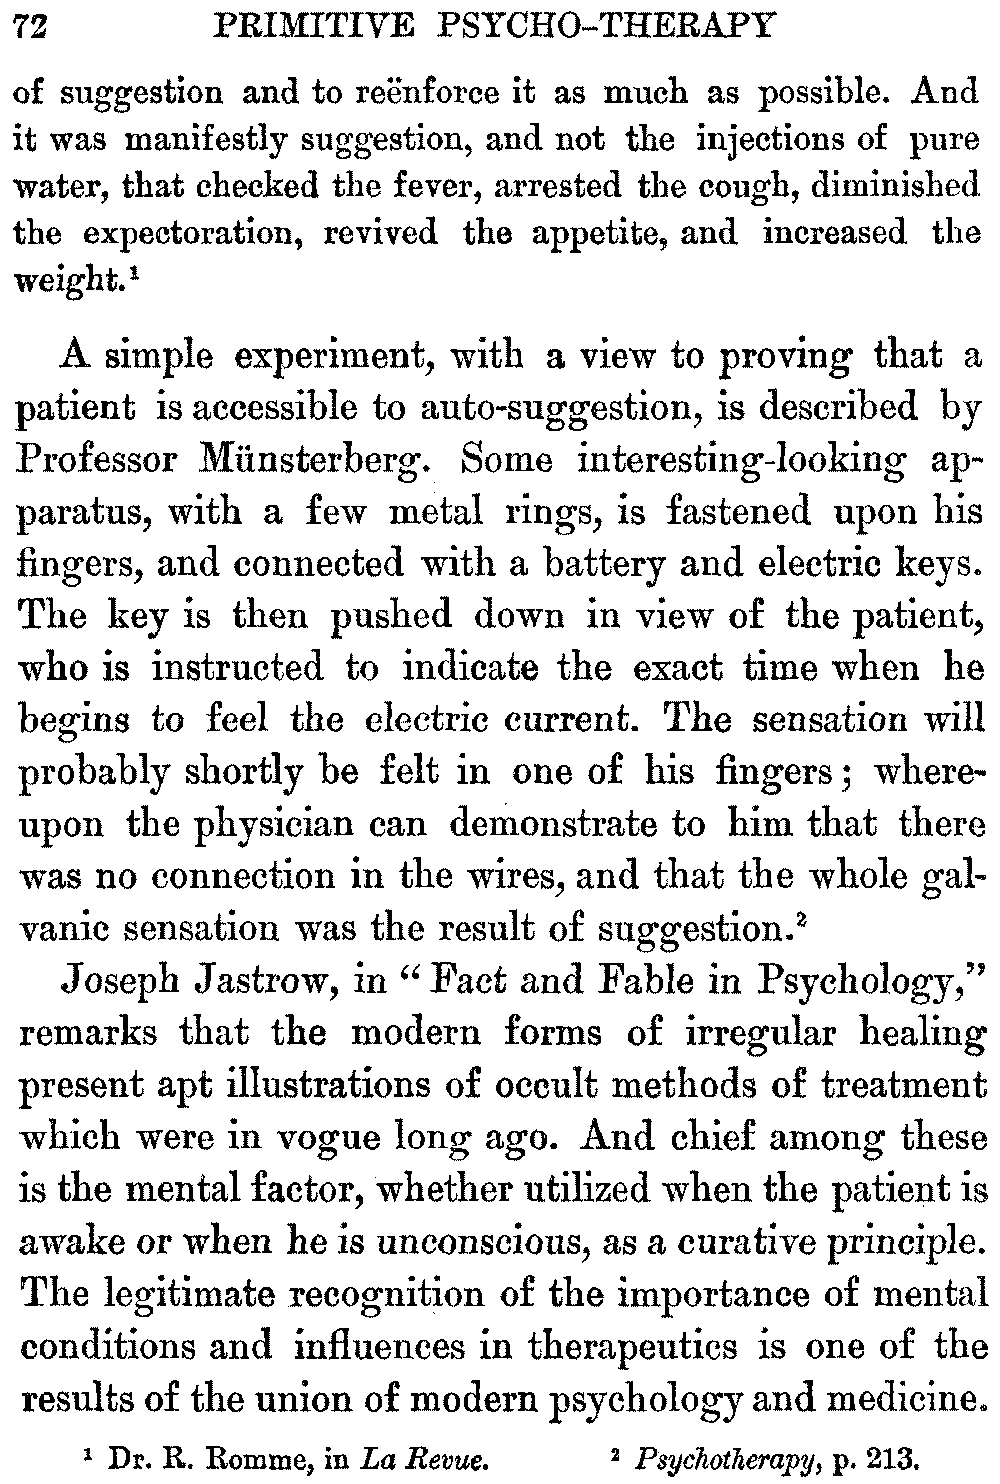 72 PRIMITIVE PSYCHO-THERAPY
of suggestion and to reënforce it as much as possible. And
it was manifestly suggestion, and not the injections of pure
water, that checked the fever, arrested the cough, diminished
the expectoration, revived the appetite, and increased the
weight.¹
A simple experiment, with a view to proving that a
patient is accessible to auto-suggestion, is described by
Professor Münsterberg. Some interesting-looking ap-
paratus, with a few metal rings, is fastened upon his
fingers, and connected with a battery and electric keys.
The key is then pushed down in view of the patient,
who is instructed to indicate the exact time when he
begins to feel the electric current. The sensation will
probably shortly be felt in one of his fingers; where-
upon the physician can demonstrate to him that there
was no connection in the wires, and that the whole gal-
vanic sensation was the result of suggestion.²
Joseph Jastrow, in "Fact and Fable in Psychology,"
remarks that the modern forms of irregular healing
present apt illustrations of occult methods of treatment
which were in vogue long ago. And chief among these
is the mental factor, whether utilized when the patient is
awake or when he is unconscious, as a curative principle.
The legitimate recognition of the importance of mental
conditions and influences in therapeutics is one of the
results of the union of modern psychology and medicine.
¹ Dr. R. Romme, in La Revue. ² Psychotherapy, p. 213.